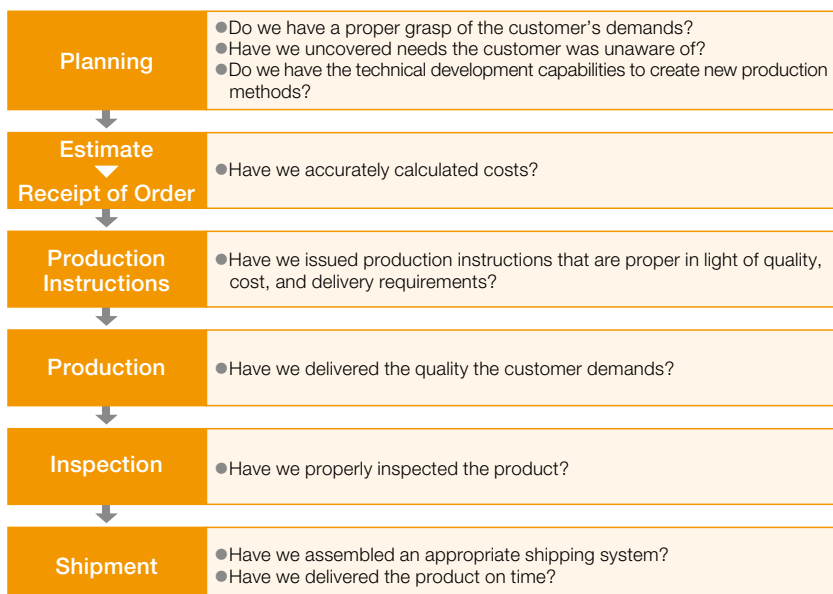 Planning
●Do we have a proper grasp of the customer's demands?
●Have we uncovered needs the customer was unaware of?
●Do we have the technical development capabilities to create new production
methods?
Estimate
Receipt of Order
●Have we accurately calculated costs?
Production
Instructions
●Have we issued production instructions that are proper in light of quality,
cost, and delivery requirements?
Production
●Have we delivered the quality the customer demands?
Inspection
●Have we properly inspected the product?
Shipment
●Have we assembled an appropriate shipping system?
●Have we delivered the product on time?